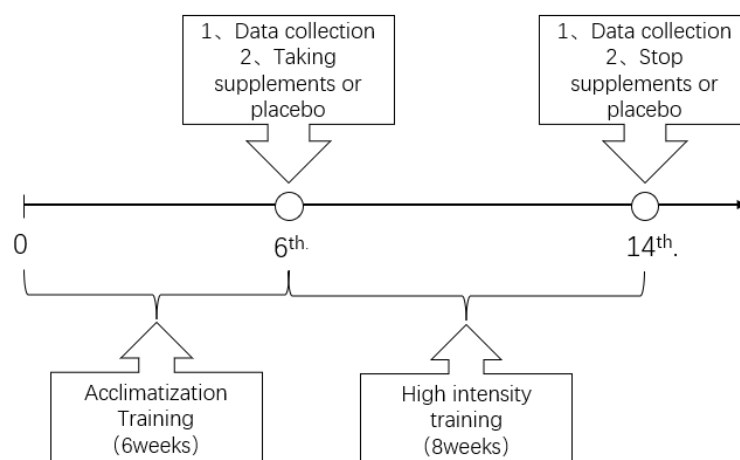 1、Data collection
2、Taking
supplements or
placebo
1、Data collection
2、Stop
supplements or
placebo
0
6th.
14th.
Acclimatization
Training
(6weeks)
High intensity
training
(8weeks)